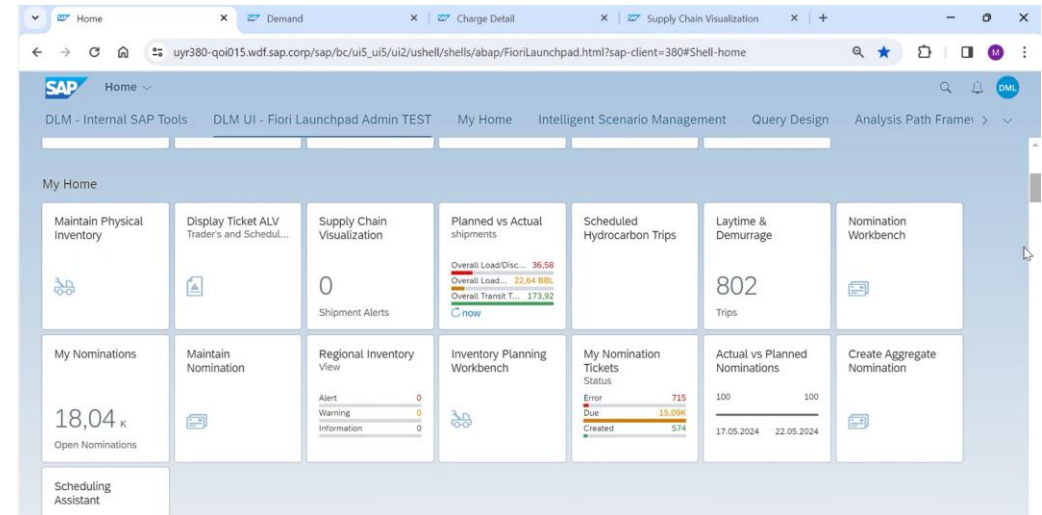 Home
Demand
Charge Detail
Supply Chain Visualization
uyr380-qoi015.wdf.sap.corp/sap/bc/ui5_ui5/ui2/ushell/shells/abap/FioriLaunchpad.html?sap-client=380#Shell-home
M
SAP Home
DML
DLM - Internal SAP Tools DLM UI - Fiori Launchpad Admin TEST My Home Intelligent Scenario Management Query Design Analysis Path Frame
My Home
Maintain Physical
Inventory
Display Ticket ALV
Trader's and Schedul...
Supply Chain
Visualization
0
Shipment Alerts
Planned vs Actual
shipments
Overall Load/Disc... 36,58
Overall Load... 22,64 BBL
Overall Transit T... 173,92
now
Scheduled
Hydrocarbon Trips
Laytime &
Demurrage
802
Trips
Nomination
Workbench
My Nominations
18,04 K
Open Nominations
Maintain
Nomination
Regional Inventory
View
Alert 0
Warning 0
Information 0
Inventory Planning
Workbench
My Nomination
Tickets
Status
Error 715
Due 15,09K
Created 574
Actual vs Planned
Nominations
100 100
17.05.2024 22.05.2024
Create Aggregate
Nomination
Scheduling
Assistant